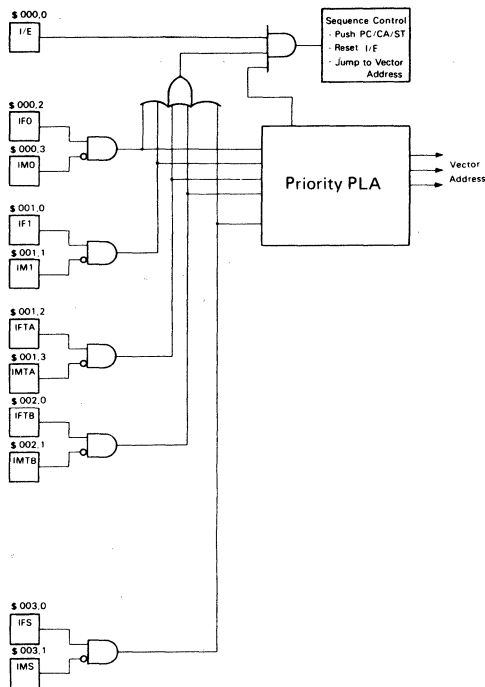 $000,0
I/E
Sequence Control
· Push PC/CA/ST
· Reset I/E
· Jump to Vector
Address
$000,2
IF0
$000,3
IM0
Priority PLA
Vector
Address
$001,0
IF1
$001,1
IM1
$001,2
IFTA
$001,3
IMTA
$002,0
IFTB
$002,1
IMTB
$003,0
IFS
$003,1
IMS